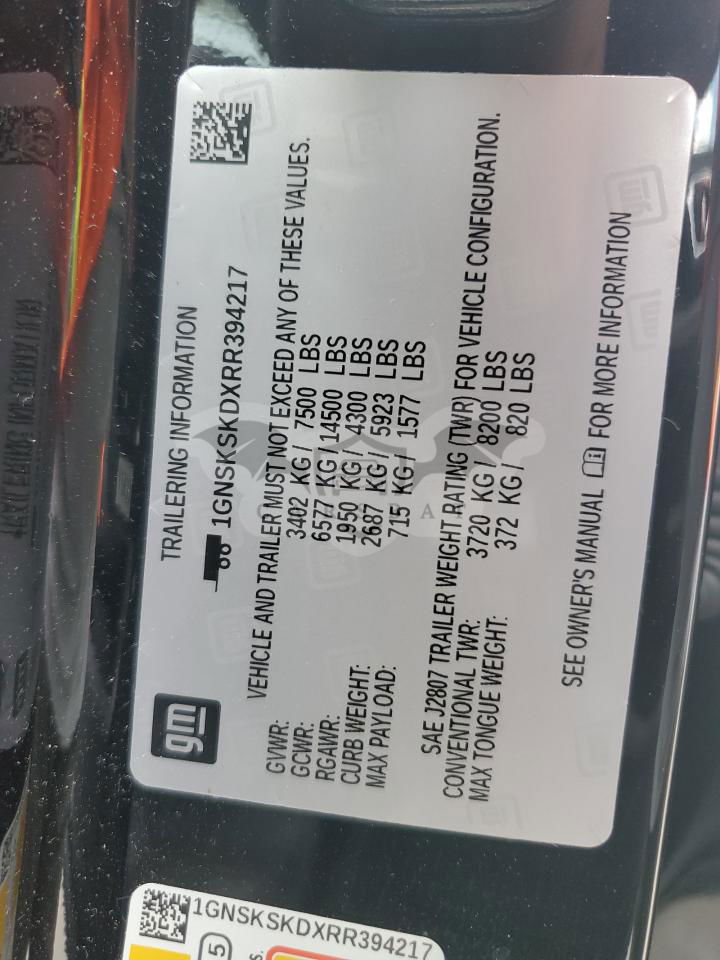 gm
TRAILERING INFORMATION
1GNSKSKDXRR394217
VEHICLE AND TRAILER MUST NOT EXCEED ANY OF THESE VALUES.
GVWR: 3402 KG / 7500 LBS
GCWR: 6577 KG / 14500 LBS
RGAWR: 1950 KG / 4300 LBS
CURB WEIGHT: 2687 KG / 5923 LBS
MAX PAYLOAD: 715 KG / 1577 LBS
SAE J2807 TRAILER WEIGHT RATING (TWR) FOR VEHICLE CONFIGURATION.
CONVENTIONAL TWR: 3720 KG / 8200 LBS
MAX TONGUE WEIGHT: 372 KG / 820 LBS
SEE OWNER'S MANUAL FOR MORE INFORMATION
1GNSKSKDXRR394217
5